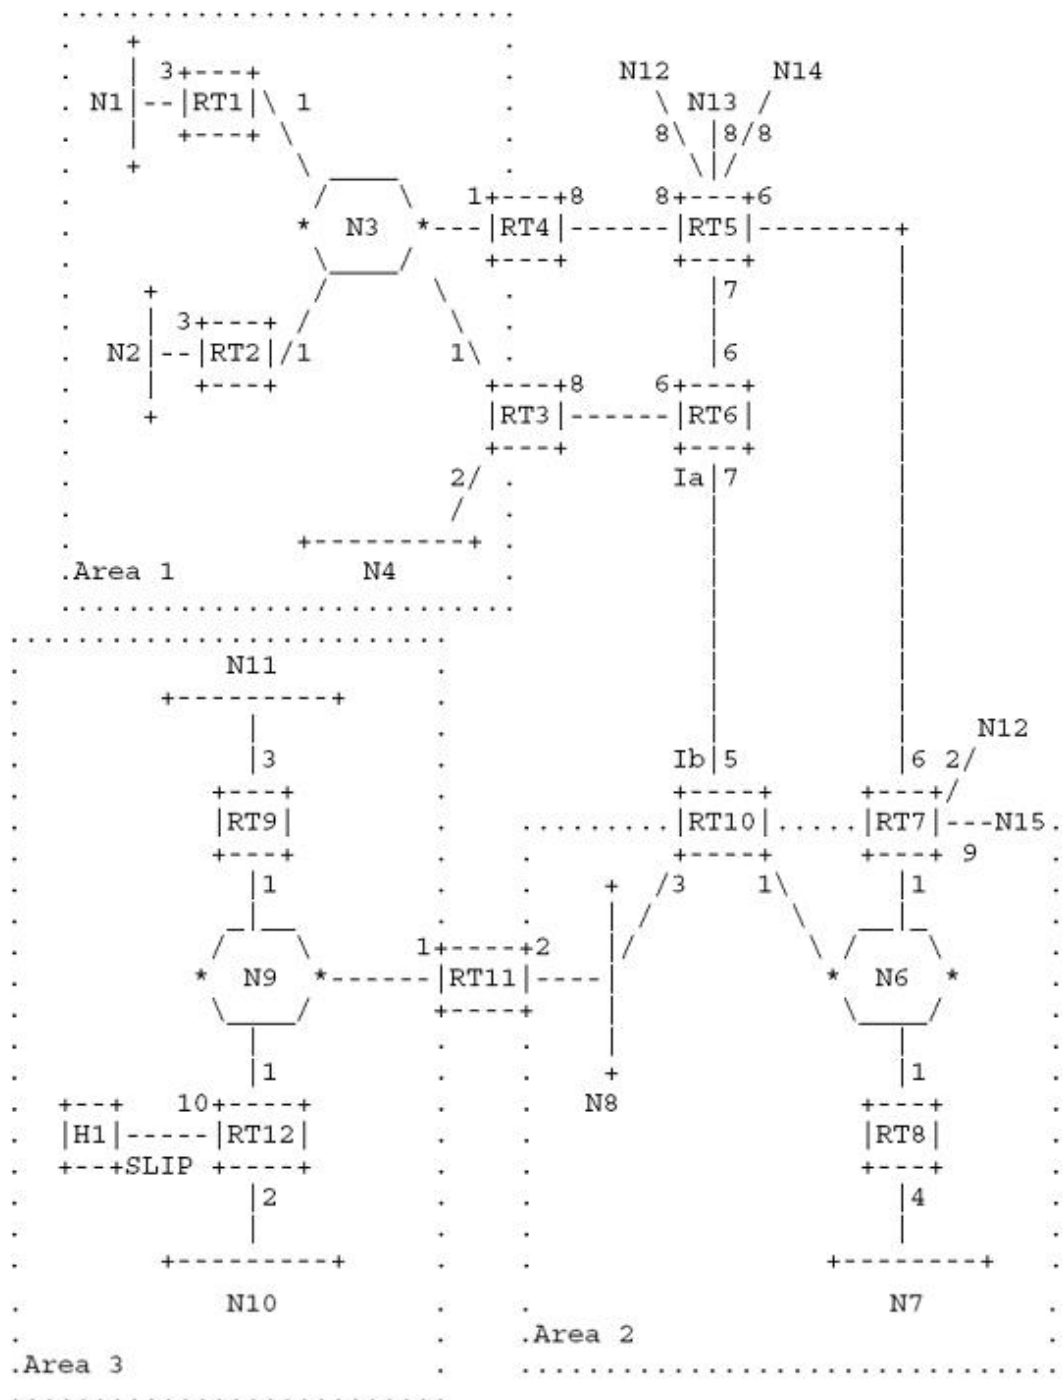 N12 N14
3
N1 RT1 1 N13
8 8 8
1 8 8 6
N3 RT4 RT5
7
3
N2 RT2 1 1 6
8 6
RT3 RT6
2 Ia 7
Area 1 N4
N11
N12
3 Ib 5 6 2
RT9 RT10 RT7 N15
9
1 3 1 1
1 2
N9 RT11 N6
1 1
10 N8
H1 RT12 RT8
SLIP
2 4
N10 N7
Area 2
Area 3